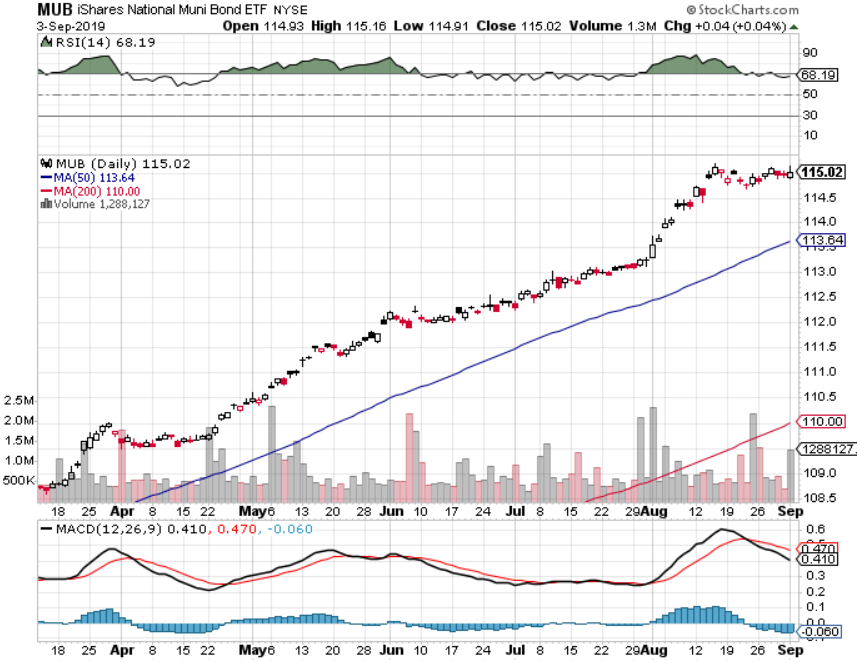 MUB iShares National Muni Bond ETF NYSE © StockCharts.com
3-Sep-2019 Open 114.93 High 115.16 Low 114.91 Close 115.02 Volume 1.3M Chg +0.04 (+0.04%)
RSI(14) 68.19
90
68.19
50
30
10
MUB (Daily) 115.02
MA(50) 113.64
MA(200) 110.00
Volume 1,288,127
115.02
114.5
114.0
113.64
113.0
112.5
112.0
111.5
111.0
110.5
110.00
1288127
109.0
108.5
2.5M
2.0M
1.5M
1.0M
500K
18 25 Apr 8 15 22 May 6 13 20 28 Jun 10 17 24 Jul 8 15 22 29 Aug 12 19 26 Sep
MACD(12,26,9) 0.410, 0.470, -0.060
0.6
0.470
0.410
0.3
0.2
0.1
0.0
-0.060
18 25 Apr 8 15 22 May 6 13 20 28 Jun 10 17 24 Jul 8 15 22 29 Aug 12 19 26 Sep